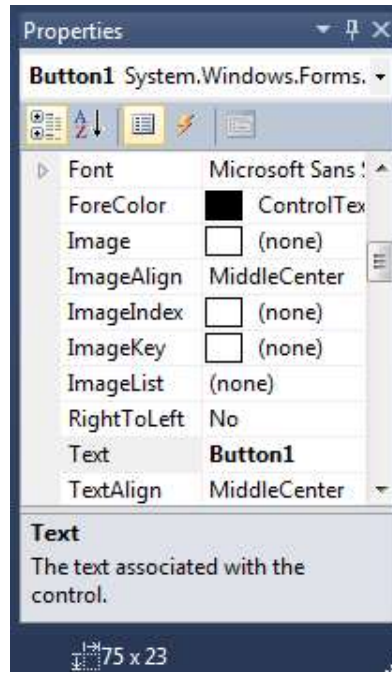 Properties
Button1 System.Windows.Forms.
Font Microsoft Sans
ForeColor ControlTex
Image (none)
ImageAlign MiddleCenter
ImageIndex (none)
ImageKey (none)
ImageList (none)
RightToLeft No
Text Button1
TextAlign MiddleCenter
Text
The text associated with the
control.
75 x 23